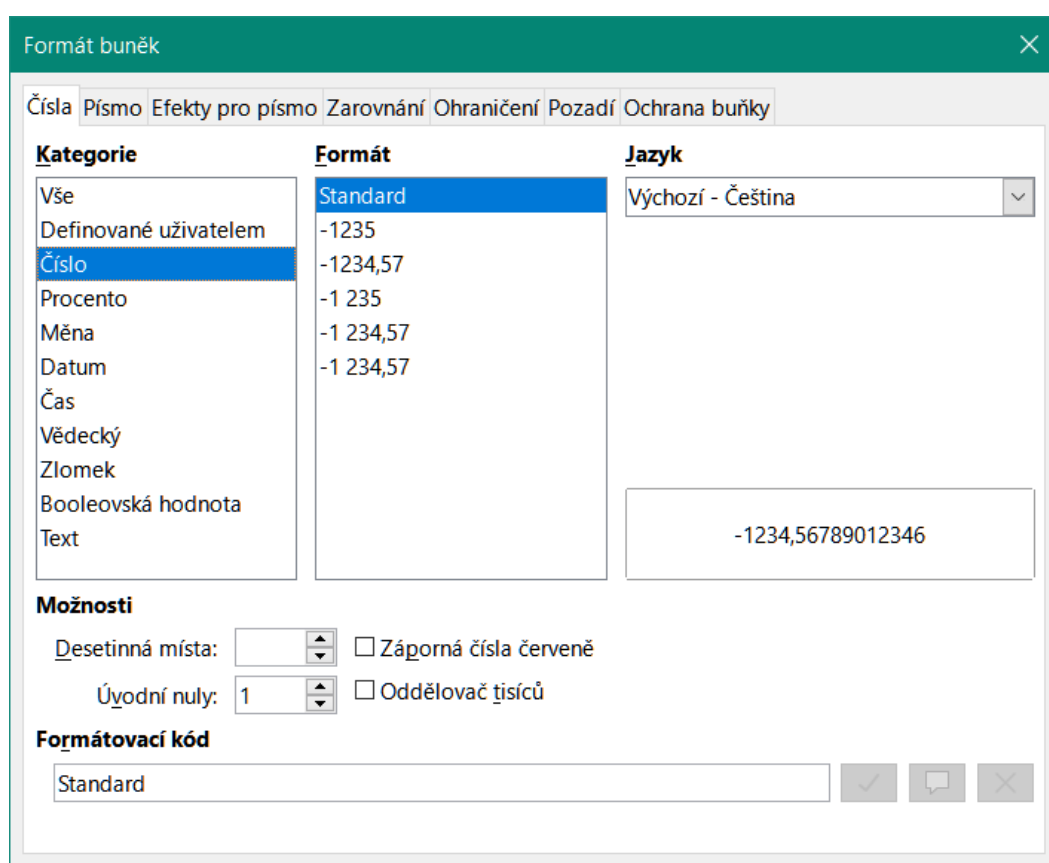 Formát buněk
Čísla Písmo Efekty pro písmo Zarovnání Ohraničení Pozadí Ochrana buňky
Kategorie
Vše
Definované uživatelem
Číslo
Procento
Měna
Datum
Čas
Vědecký
Zlomek
Booleovská hodnota
Text
Formát
Standard
-1235
-1234,57
-1 235
-1 234,57
-1 234,57
Jazyk
Výchozí - Čeština
-1234,56789012346
Možnosti
Desetinná místa:
Záporná čísla červeně
Úvodní nuly: 1
Oddělovač tisíců
Formátovací kód
Standard